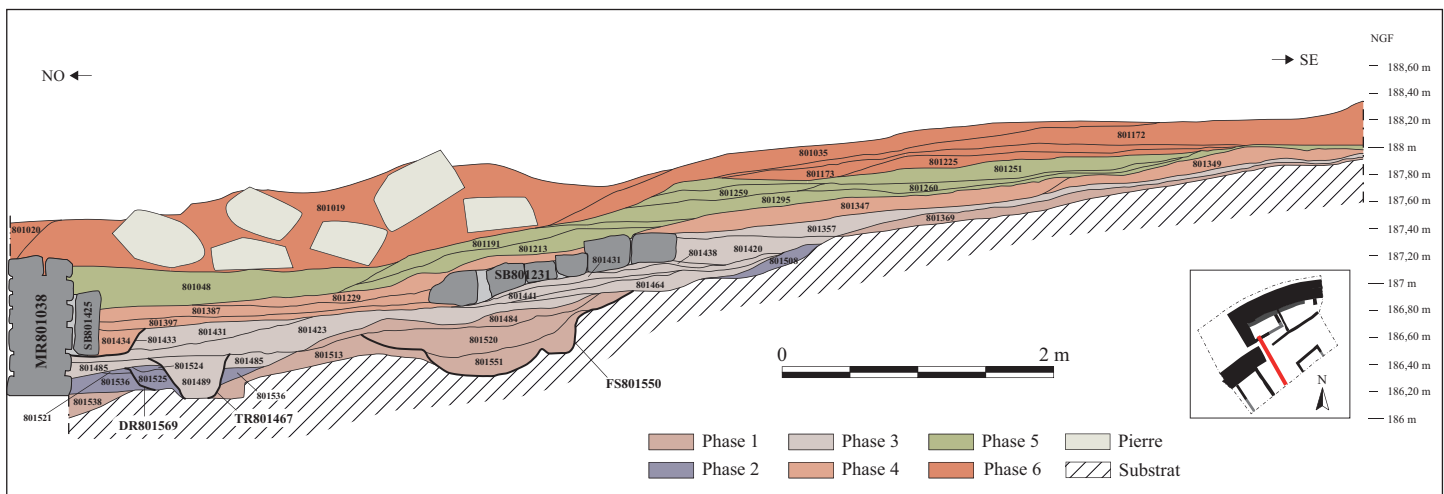 NGF
NO
SE
188,60 m
188,40 m
188,20 m
188 m
187,80 m
187,60 m
187,40 m
187,20 m
187 m
186,80 m
186,60 m
186,40 m
186,20 m
186 m
801172
801035
801225
801173
801251
801349
801259
801260
801295
801347
801019
801020
801357
801369
801191
801213
801420
801438
801508
801431
SB801231
801464
801048
801229
801441
801387
801484
801397
801423
801431
801433
801434
SB801425
MR801038
801520
801551
801513
801485
801524
801485
801536
801525
801489
801536
801538
801521
DR801569
TR801467
FS801550
0
2 m
N
Phase 1
Phase 3
Phase 5
Pierre
Phase 2
Phase 4
Phase 6
Substrat